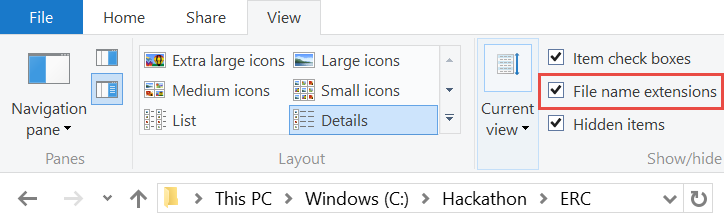 File Home Share View
Extra large icons Large icons Item check boxes
Medium icons Small icons File name extensions
Navigation pane List Details Current view Hidden items
Panes Layout Show/hide
This PC Windows (C:) Hackathon ERC